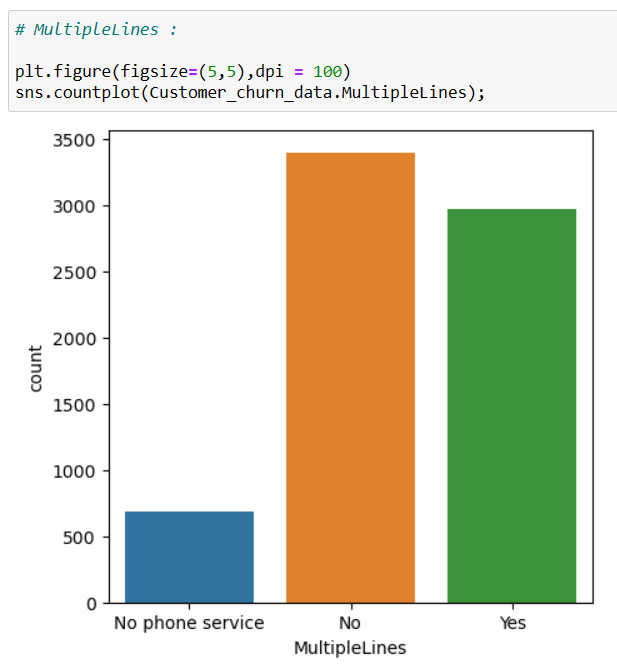 # MultipleLines :
plt.figure(figsize=(5,5),dpi = 100)
sns.countplot(Customer_churn_data.MultipleLines);
3500
3000
2500
2000
1500
1000
500
0
count
No phone service No Yes
MultipleLines